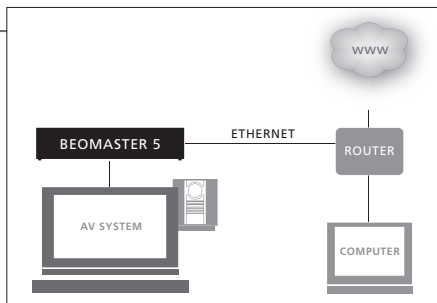 WWW
ETHERNET
BEOMASTER 5
ROUTER
AV SYSTEM
COMPUTER